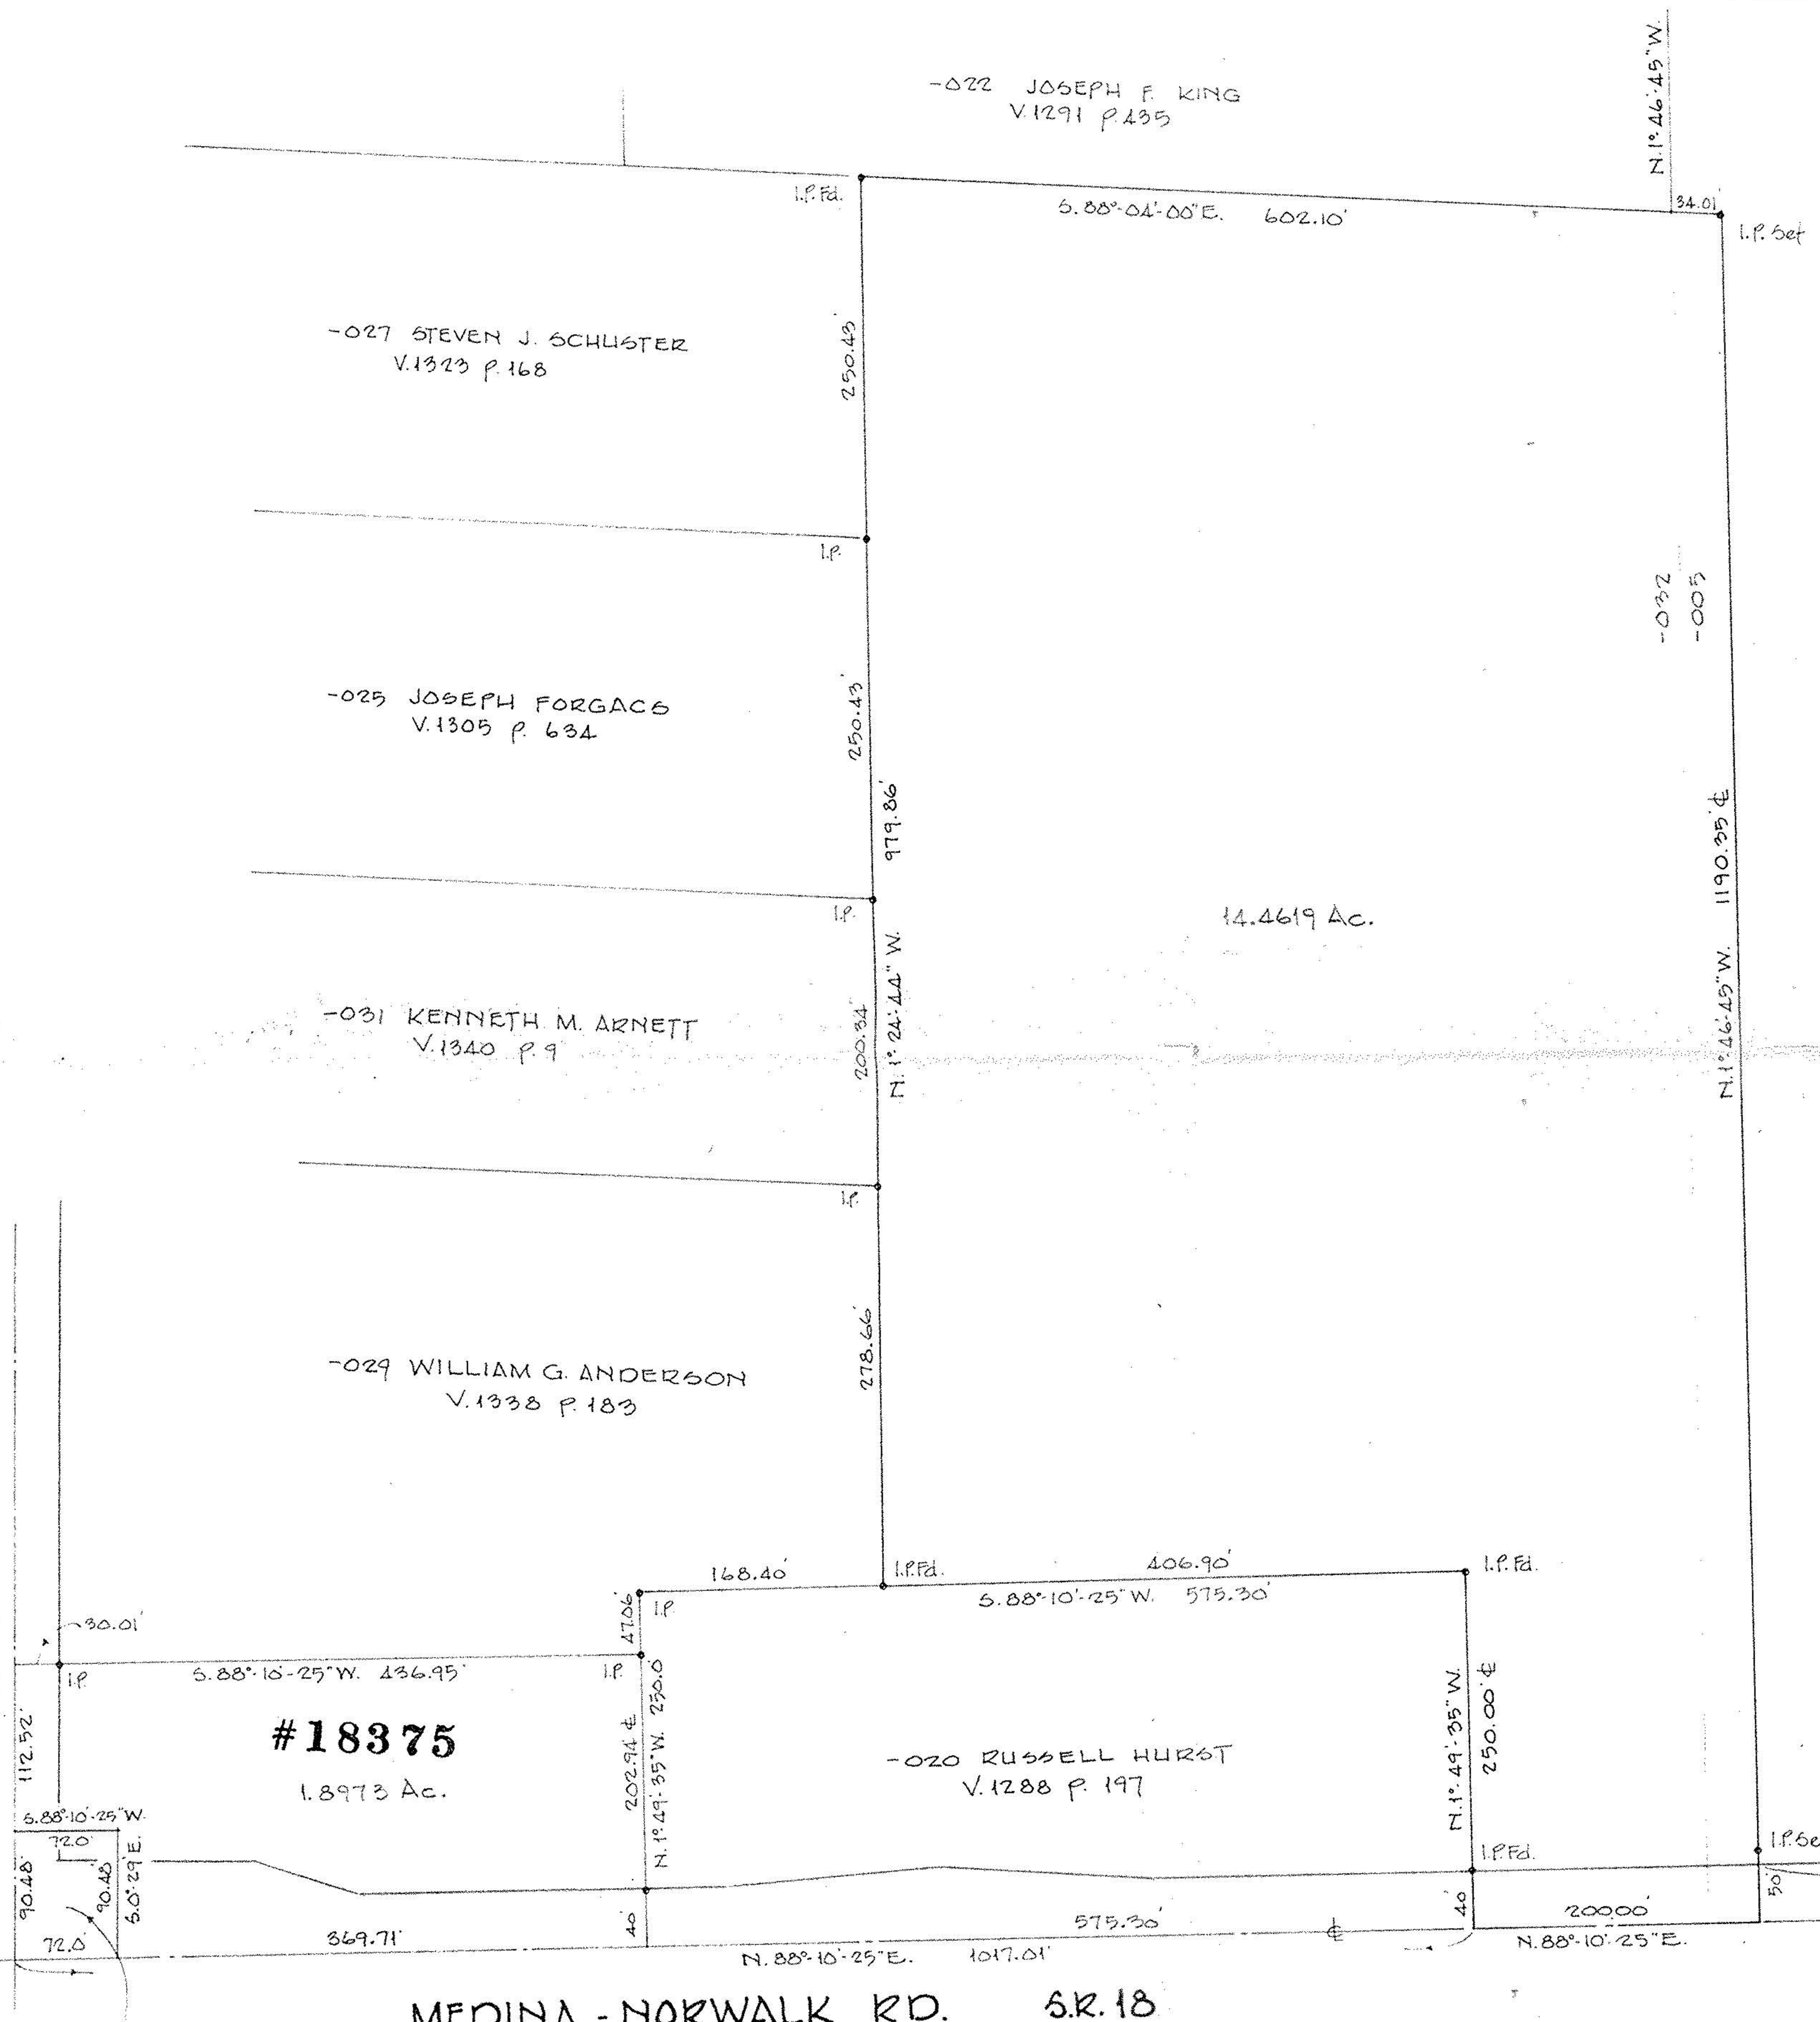 -022 JOSEPH F. KING
V.1291 P.435
N.1°46'45"W.
I.P.Fd.
S.88°-04'-00"E. 602.10'
34.01'
I.P. Set
-027 STEVEN J. SCHUSTER
V.1323 P.168
250.43'
I.P.
-032
-005
-025 JOSEPH FORGACS
V.1305 P. 634
250.43'
979.86'
N.1°24'44"W.
I.P.
14.4619 Ac.
N.1°46'45"W. 1190.35' ℄
-031 KENNETH M. ARNETT
V.1340 P.9
200.34'
I.P.
-029 WILLIAM G. ANDERSON
V.1338 P.183
278.66'
168.40'
I.P.Fd.
406.90'
I.P.Fd.
S.88°-10'-25"W. 575.30'
47.06'
I.P.
30.01'
I.P.
S.88°-10'-25"W. 436.95'
I.P.
112.52'
#18375
1.8973 Ac.
202.94' ℄
N.1°49'-35"W. 250.0
-020 RUSSELL HURST
V.1288 P. 197
N.1°49'-35"W.
250.00' ℄
S.88°-10'-25"W.
72.0'
90.48'
90.48'
S.0°-29'E.
I.P.Fd.
I.P.Se
72.0'
369.71'
40'
575.30'
℄
40'
200.00'
50'
N.88°-10'-25"E. 1017.01'
N.88°-10'-25"E.
MEDINA - NORWALK RD. S.R. 18